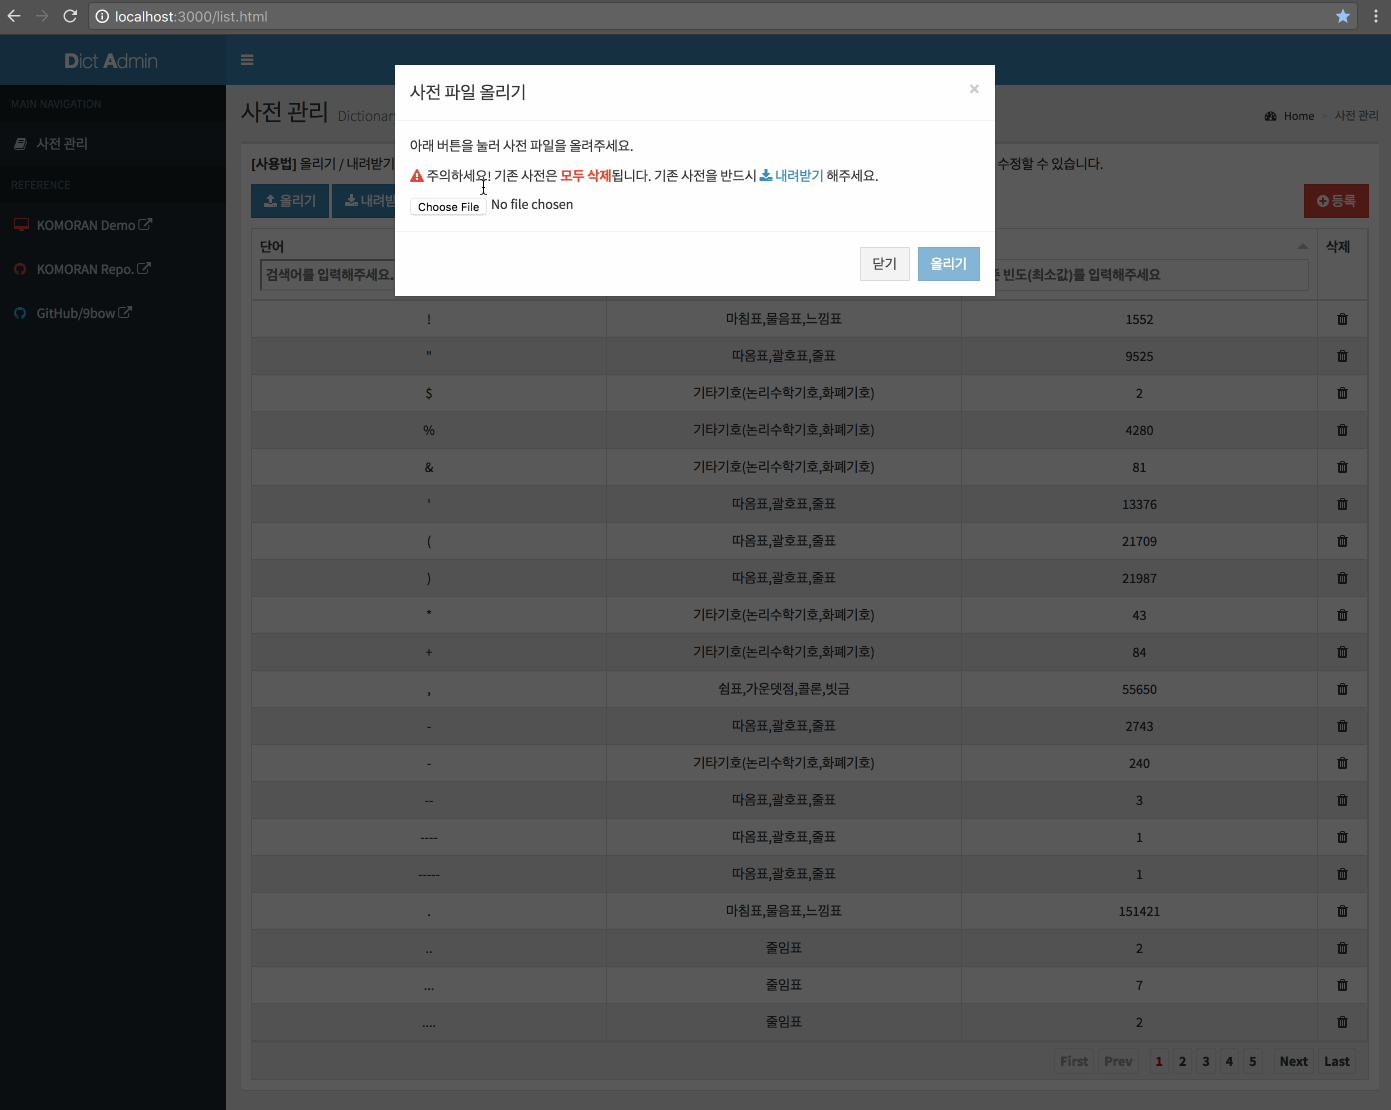 localhost:3000/list.html
Dict Admin
MAIN NAVIGATION
사전 관리
REFERENCE
KOMORAN Demo
KOMORAN Repo.
GitHub/9bow
사전 관리 Dictionar
Home > 사전 관리
[사용법] 올리기 / 내려받기
수정할 수 있습니다.
올리기 내려받
등록
사전 파일 올리기 ×
아래 버튼을 눌러 사전 파일을 올려주세요.
주의하세요! 기존 사전은 모두 삭제됩니다. 기존 사전을 반드시 내려받기 해주세요.
Choose File No file chosen
닫기 올리기
단어 삭제
검색어를 입력해주세요. 빈도(최소값)를 입력해주세요
! 마침표,물음표,느낌표 1552
" 따옴표,괄호표,줄표 9525
$ 기타기호(논리수학기호,화폐기호) 2
% 기타기호(논리수학기호,화폐기호) 4280
& 기타기호(논리수학기호,화폐기호) 81
' 따옴표,괄호표,줄표 13376
( 따옴표,괄호표,줄표 21709
) 따옴표,괄호표,줄표 21987
* 기타기호(논리수학기호,화폐기호) 43
+ 기타기호(논리수학기호,화폐기호) 84
, 쉼표,가운뎃점,콜론,빗금 55650
- 따옴표,괄호표,줄표 2743
- 기타기호(논리수학기호,화폐기호) 240
-- 따옴표,괄호표,줄표 3
---- 따옴표,괄호표,줄표 1
----- 따옴표,괄호표,줄표 1
. 마침표,물음표,느낌표 151421
.. 줄임표 2
... 줄임표 7
.... 줄임표 2
First Prev 1 2 3 4 5 Next Last